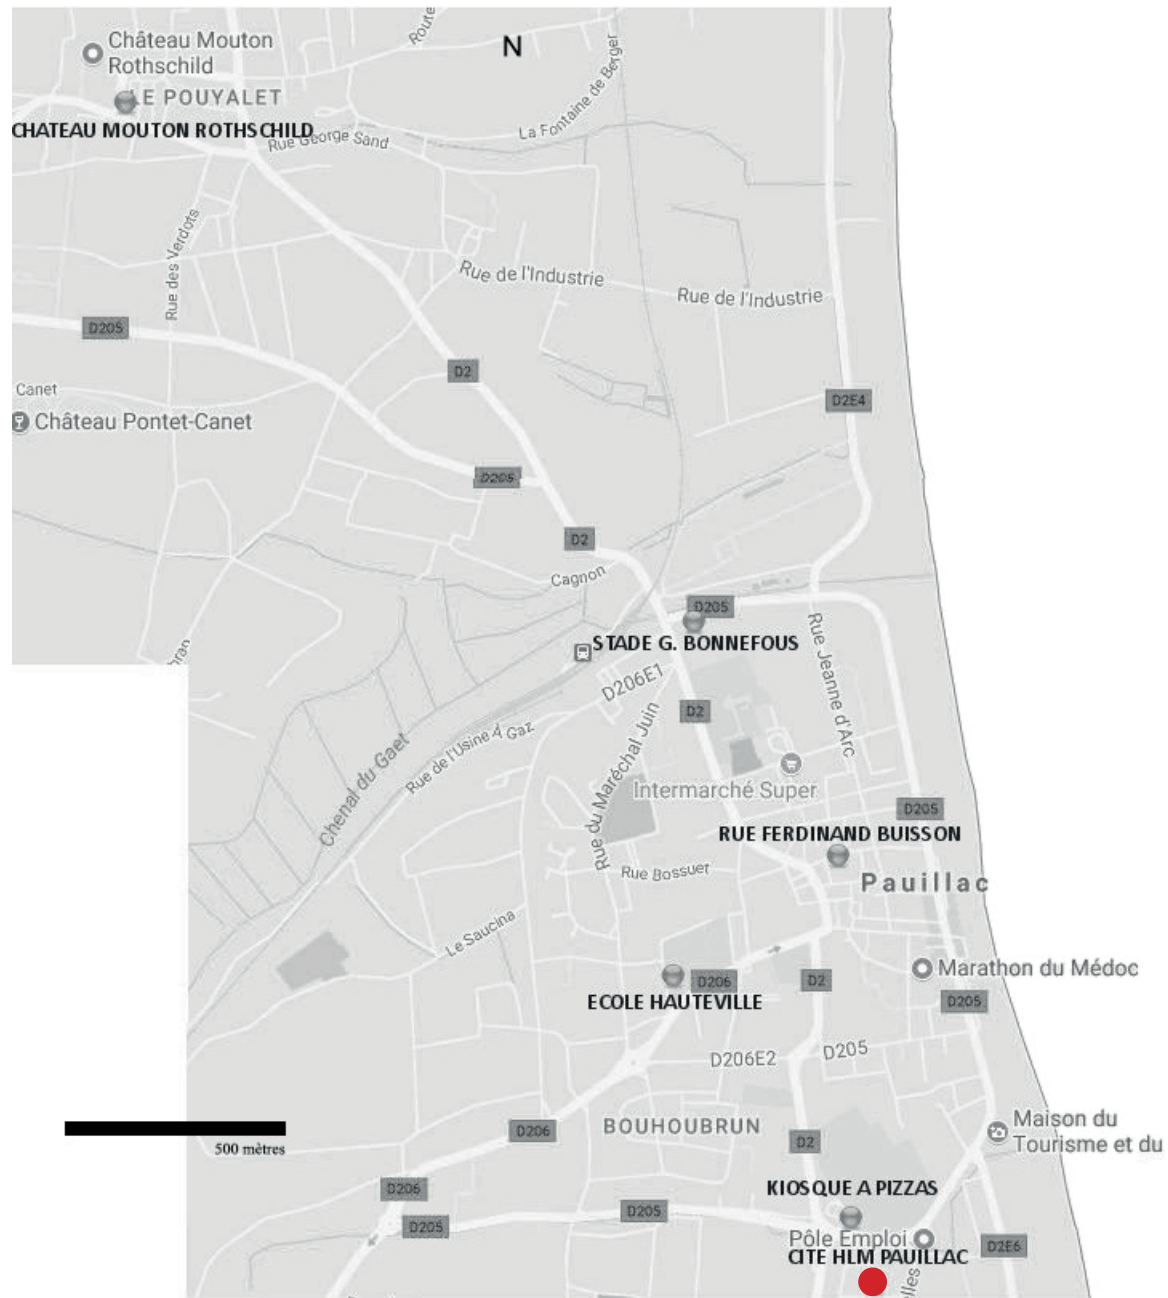 Route
N
Château Mouton
Rothschild
La Fontaine de Berger
LE POUYALET
CHATEAU MOUTON ROTHSCHILD
Rue George Sand
Rue des Verdots
Rue de l'Industrie
Rue de l'Industrie
D205
D2
Canet
D2E4
Château Pontet-Canet
D205
D2
Cagnon
D205
STADE G. BONNEFOUS
bran
D206E1
Rue Jeanne d'Arc
D2
Rue de l'Usine À Gaz
Rue du Maréchal Juin
Chenal du Gaet
Intermarché Super
D205
RUE FERDINAND BUISSON
Rue Bossuet
Pauillac
Le Saucina
Marathon du Médoc
D206
D2
ECOLE HAUTEVILLE
D205
D206E2
D205
Maison du
Tourisme et du
500 mètres
D206
BOUHOUBRUN
D2
D206
KIOSQUE A PIZZAS
D205
D205
Pôle Emploi
D2E6
CITE HLM PAUILLAC
elles